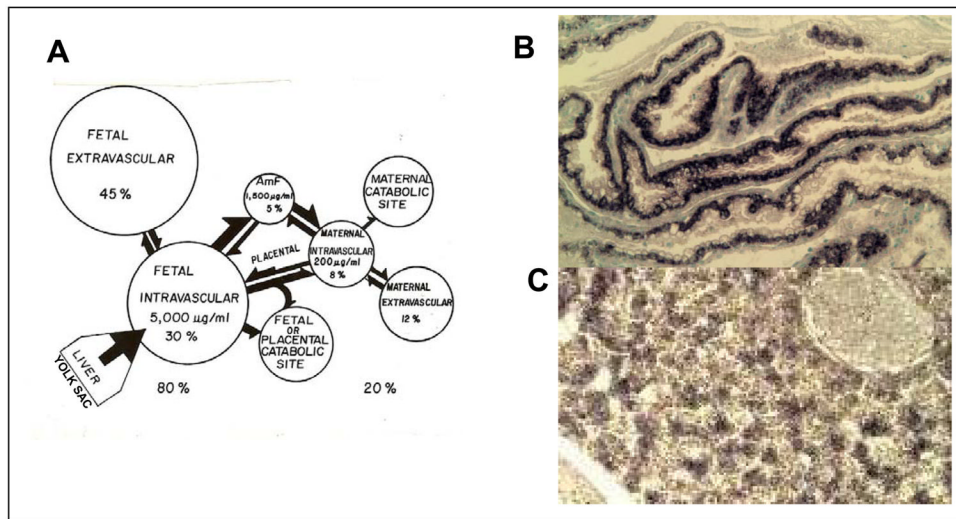 A
B
C
FETAL
EXTRAVASCULAR
45 %
AmF
1,500 µg/ml
5 %
MATERNAL
CATABOLIC
SITE
PLACENTAL
MATERNAL
INTRAVASCULAR
200 µg/ml
8 %
FETAL
INTRAVASCULAR
5,000 µg/ml
30 %
MATERNAL
EXTRAVASCULAR
12 %
FETAL
OR
PLACENTAL
CATABOLIC
SITE
LIVER
YOLK SAC
80 %
20 %